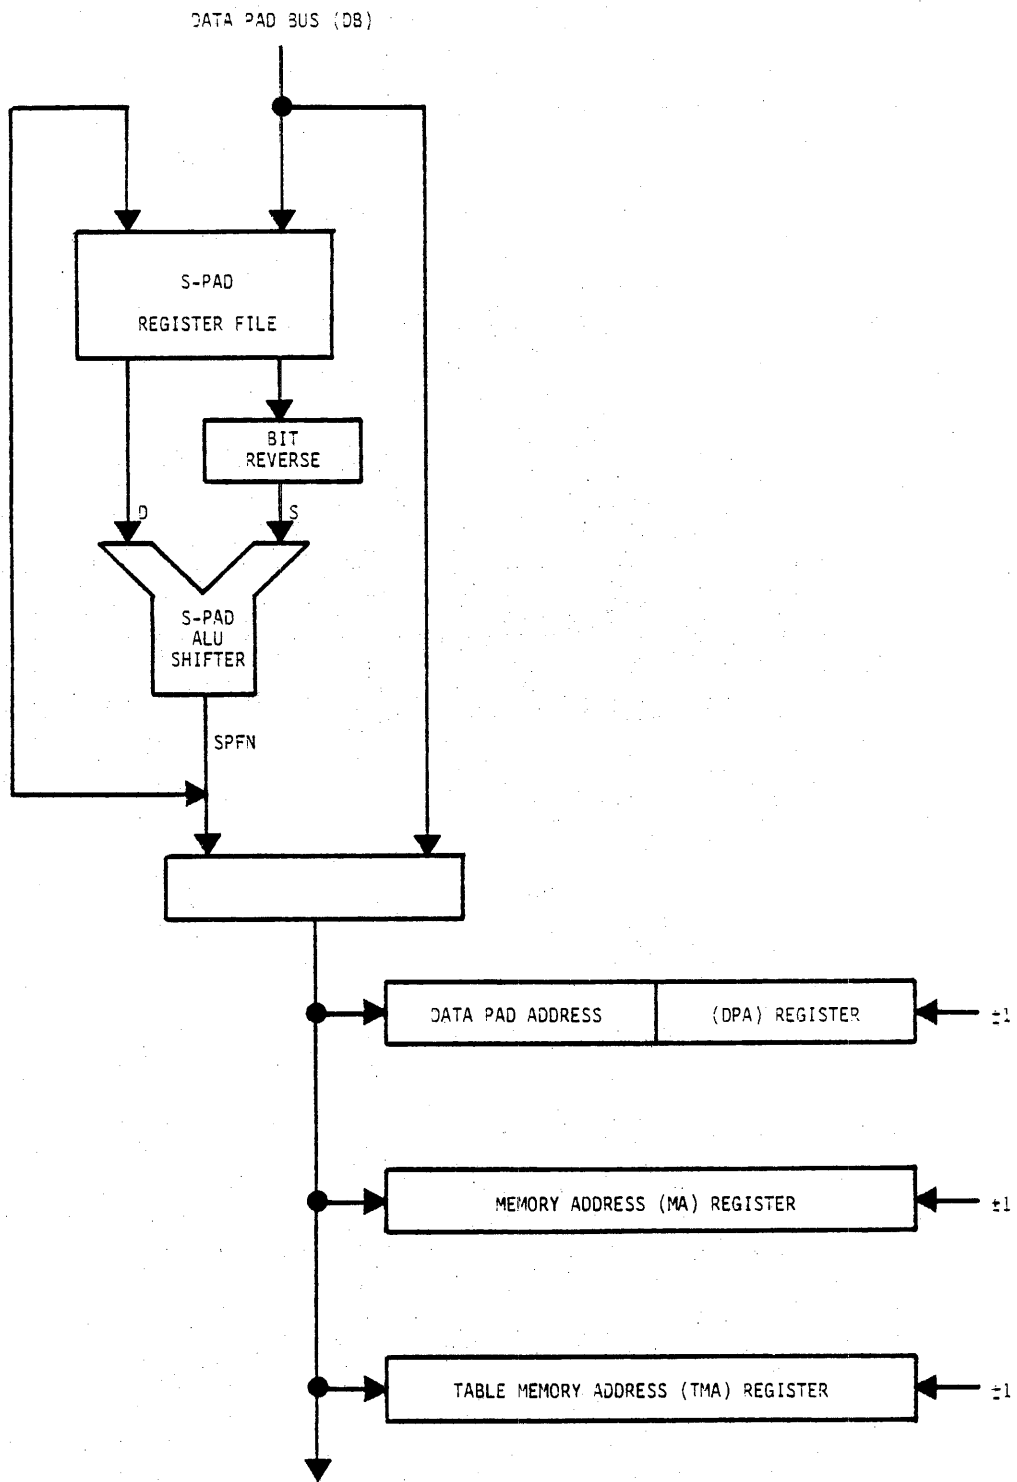 DATA PAD BUS (DB)
S-PAD
REGISTER FILE
BIT
REVERSE
D
S
S-PAD
ALU
SHIFTER
SPFN
DATA PAD ADDRESS
(DPA) REGISTER
±1
MEMORY ADDRESS (MA) REGISTER
±1
TABLE MEMORY ADDRESS (TMA) REGISTER
±1